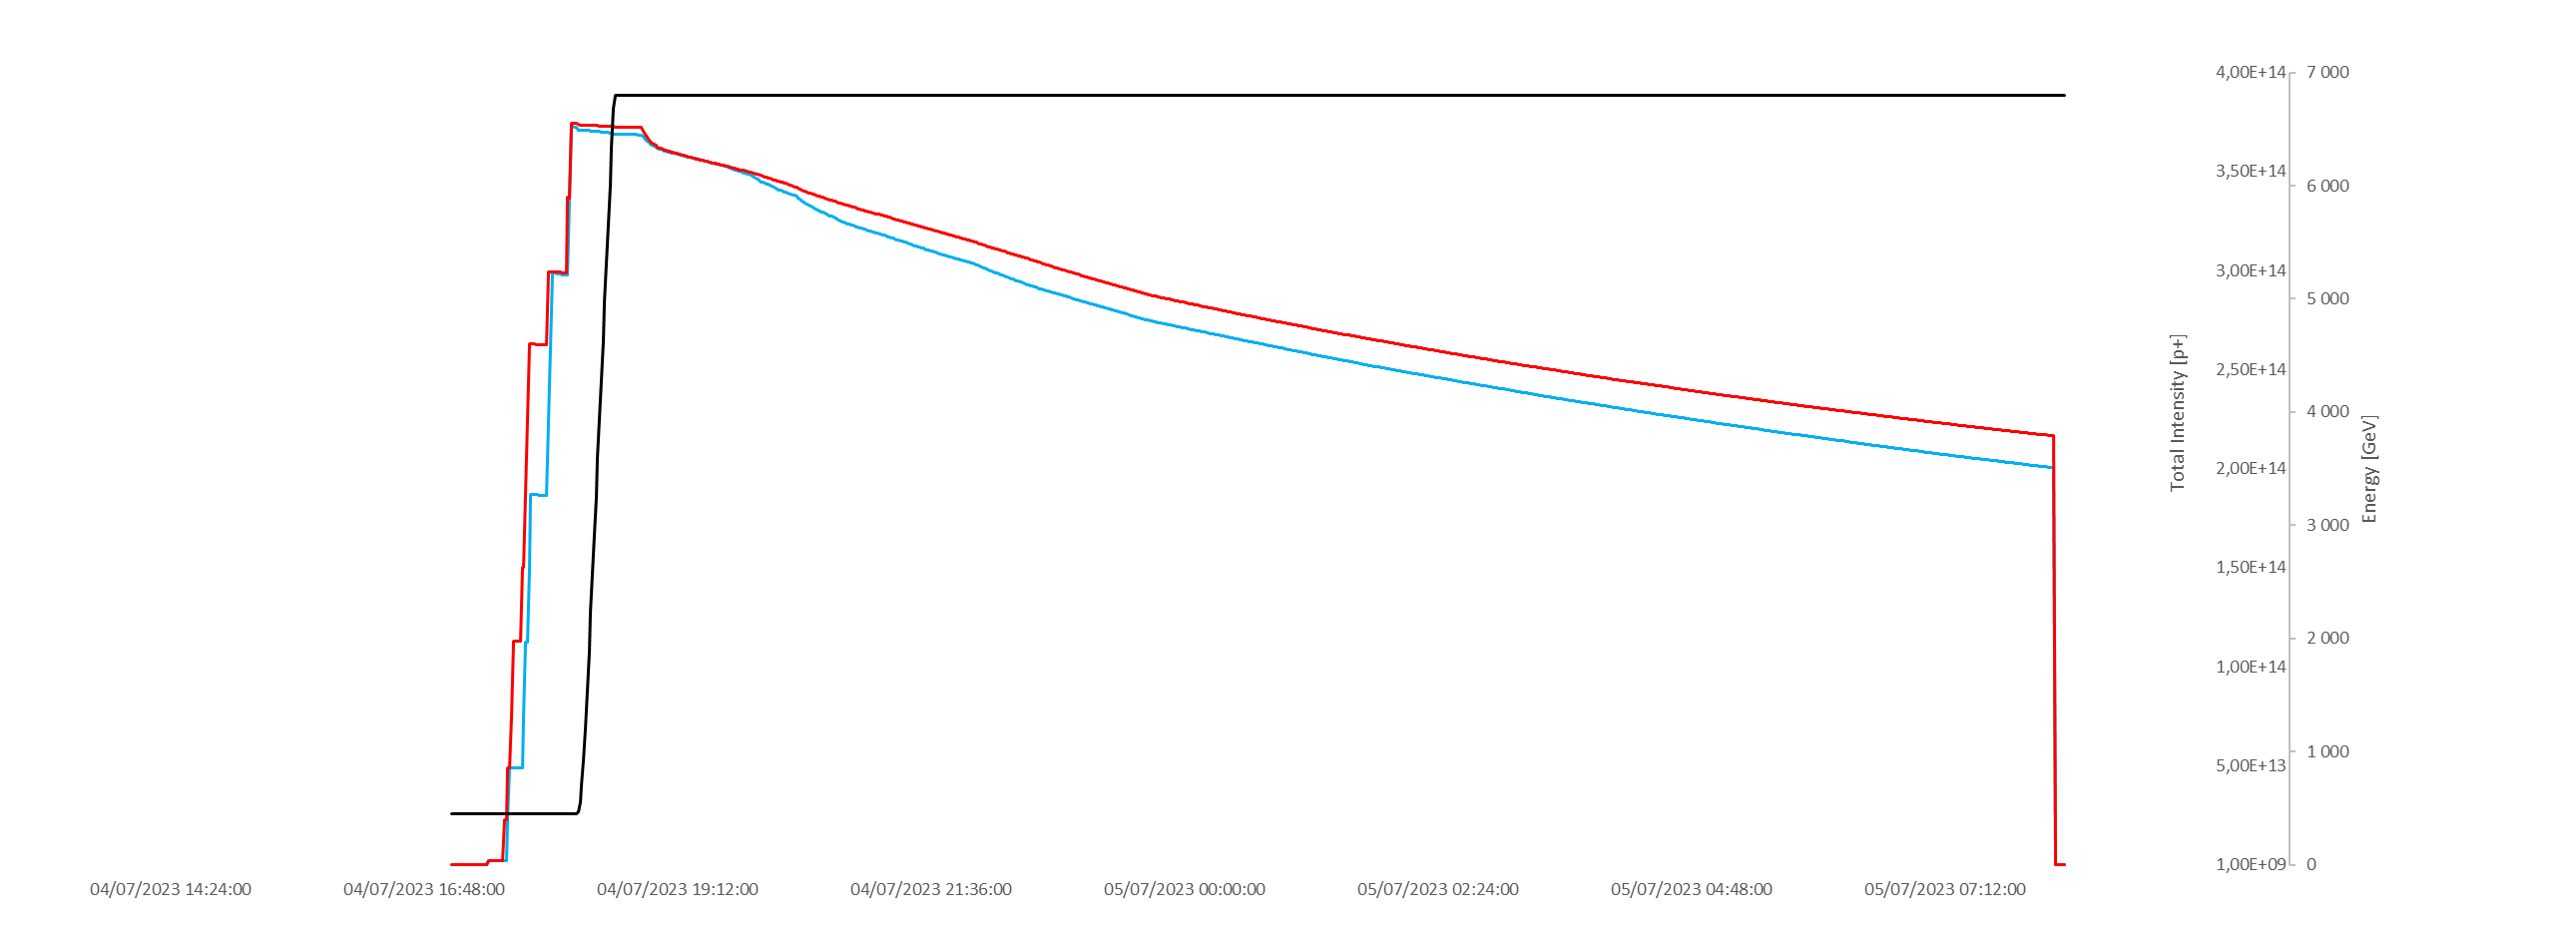 4,00E+14
3,50E+14
3,00E+14
2,50E+14
2,00E+14
1,50E+14
1,00E+14
5,00E+13
1,00E+09
Total Intensity [p+]
7 000
6 000
5 000
4 000
3 000
2 000
1 000
0
Energy [GeV]
04/07/2023 14:24:00
04/07/2023 16:48:00
04/07/2023 19:12:00
04/07/2023 21:36:00
05/07/2023 00:00:00
05/07/2023 02:24:00
05/07/2023 04:48:00
05/07/2023 07:12:00